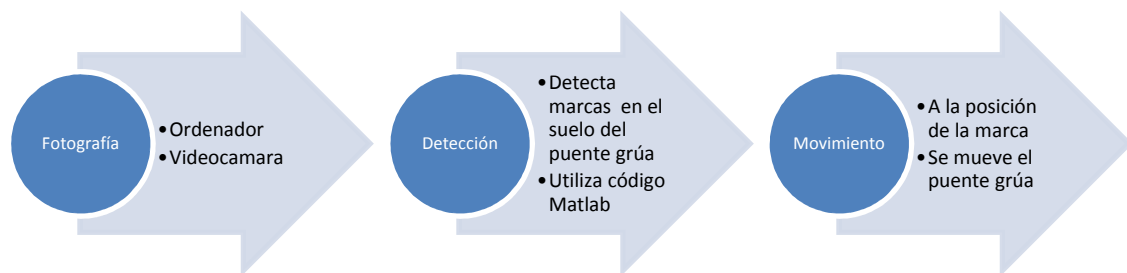 Fotografía
•Ordenador
•Videocamara
Detección
•Detecta
marcas en el
suelo del
puente grúa
•Utiliza código
Matlab
Movimiento
•A la posición
de la marca
•Se mueve el
puente grúa